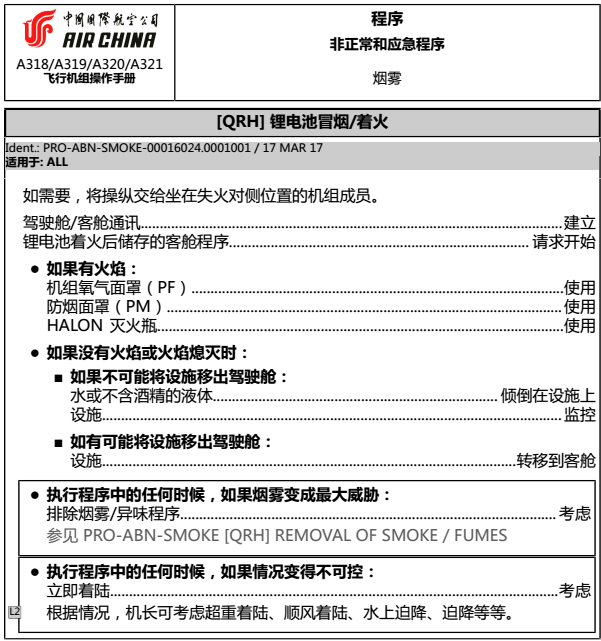 中国国际航空公司
AIR CHINA
A318/A319/A320/A321
飞行机组操作手册
程序
非正常和应急程序
烟雾
[QRH] 锂电池冒烟/着火
Ident.: PRO-ABN-SMOKE-00016024.0001001 / 17 MAR 17
适用于: ALL
如需要，将操纵交给坐在失火对侧位置的机组成员。
驾驶舱/客舱通讯....................建立
锂电池着火后储存的客舱程序....................请求开始
● 如果有火焰：
机组氧气面罩（PF）....................使用
防烟面罩（PM）....................使用
HALON 灭火瓶....................使用
● 如果没有火焰或火焰熄灭时：
■ 如果不可能将设施移出驾驶舱：
水或不含酒精的液体....................倾倒在设施上
设施....................监控
■ 如有可能将设施移出驾驶舱：
设施....................转移到客舱
● 执行程序中的任何时候，如果烟雾变成最大威胁：
排除烟雾/异味程序....................考虑
参见 PRO-ABN-SMOKE [QRH] REMOVAL OF SMOKE / FUMES
● 执行程序中的任何时候，如果情况变得不可控：
立即着陆....................考虑
L2 根据情况，机长可考虑超重着陆、顺风着陆、水上迫降、迫降等等。